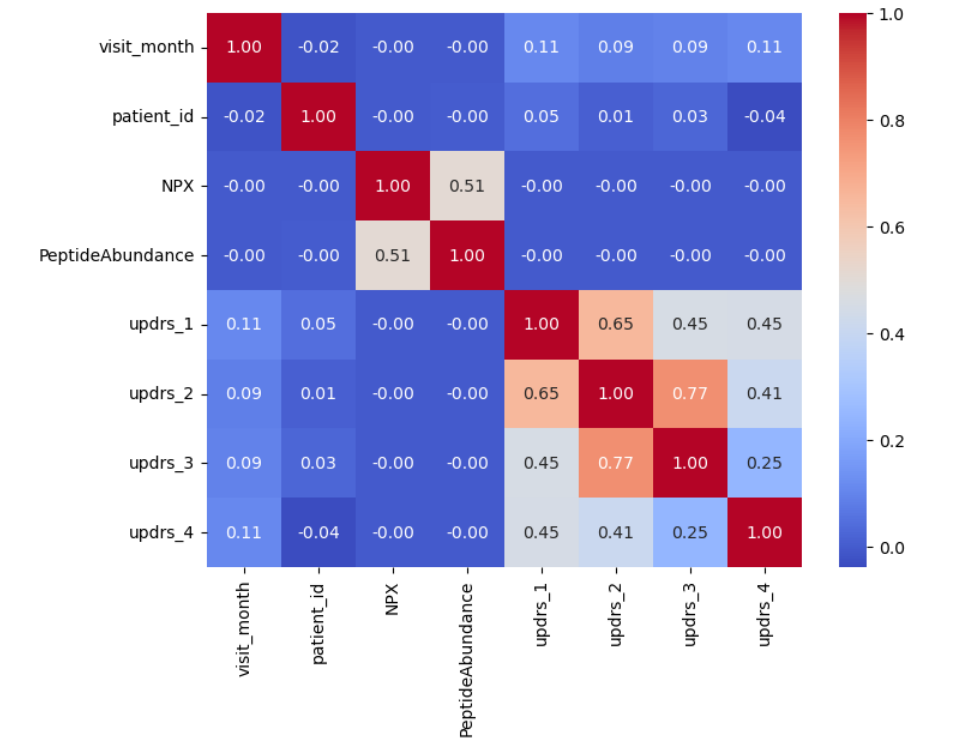 visit_month 1.00 -0.02 -0.00 -0.00 0.11 0.09 0.09 0.11
patient_id -0.02 1.00 -0.00 -0.00 0.05 0.01 0.03 -0.04
NPX -0.00 -0.00 1.00 0.51 -0.00 -0.00 -0.00 -0.00
PeptideAbundance -0.00 -0.00 0.51 1.00 -0.00 -0.00 -0.00 -0.00
updrs_1 0.11 0.05 -0.00 -0.00 1.00 0.65 0.45 0.45
updrs_2 0.09 0.01 -0.00 -0.00 0.65 1.00 0.77 0.41
updrs_3 0.09 0.03 -0.00 -0.00 0.45 0.77 1.00 0.25
updrs_4 0.11 -0.04 -0.00 -0.00 0.45 0.41 0.25 1.00
visit_month
patient_id
NPX
PeptideAbundance
updrs_1
updrs_2
updrs_3
updrs_4
1.0
0.8
0.6
0.4
0.2
0.0